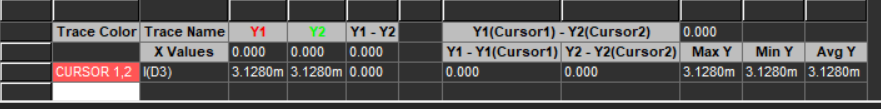 Trace Color Trace Name Y1 Y2 Y1 - Y2 Y1(Cursor1) - Y2(Cursor2) 0.000
X Values 0.000 0.000 0.000 Y1 - Y1(Cursor1) Y2 - Y2(Cursor2) Max Y Min Y Avg Y
CURSOR 1,2 I(D3) 3.1280m 3.1280m 0.000 0.000 0.000 3.1280m 3.1280m 3.1280m